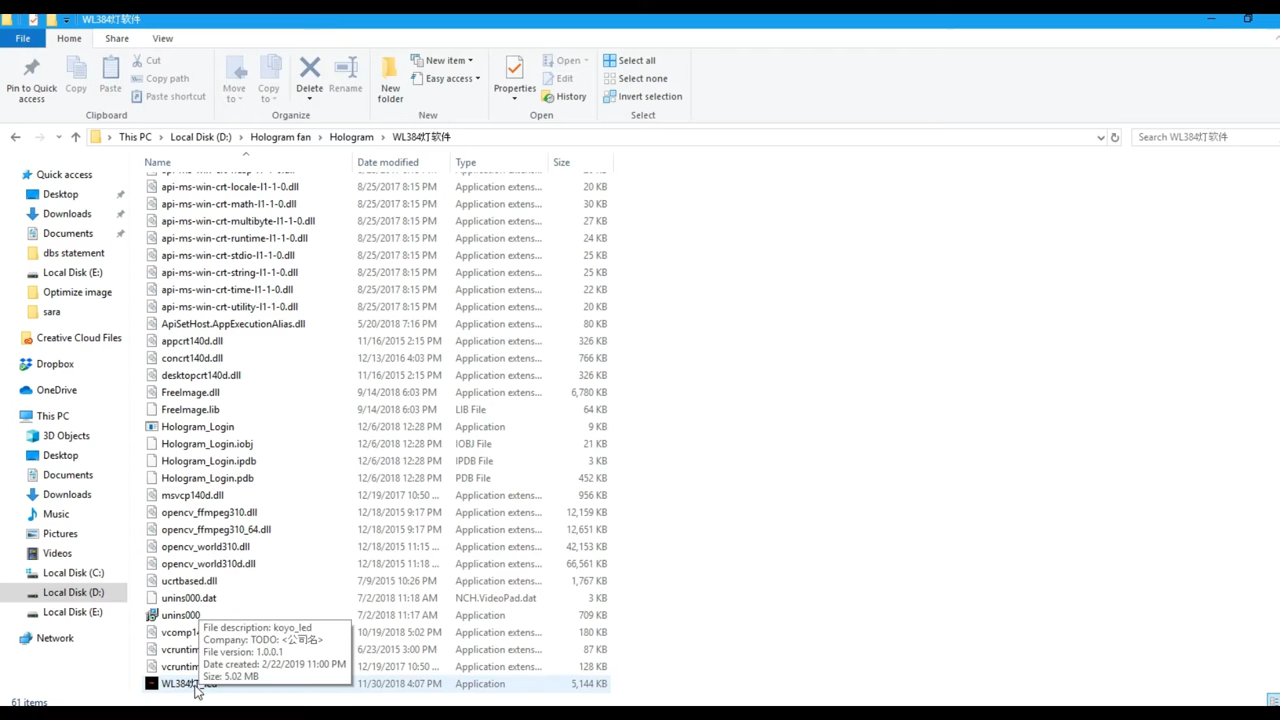 WL384灯软件
File Home Share View
Pin to Quick access
Copy
Paste
Cut
Copy path
Paste shortcut
Clipboard
Move to
Copy to
Delete
Rename
Organize
New folder
New item
Easy access
New
Properties
Open
Edit
History
Open
Select all
Select none
Invert selection
Select
This PC > Local Disk (D:) > Hologram fan > Hologram > WL384灯软件
Search WL384灯软件
Quick access
Desktop
Downloads
Documents
dbs statement
Local Disk (E:)
Optimize image
sara
Creative Cloud Files
Dropbox
OneDrive
This PC
3D Objects
Desktop
Documents
Downloads
Music
Pictures
Videos
Local Disk (C:)
Local Disk (D:)
Local Disk (E:)
Network
Name Date modified Type Size
api-ms-win-crt-locale-l1-1-0.dll 8/25/2017 8:15 PM Application extens... 20 KB
api-ms-win-crt-math-l1-1-0.dll 8/25/2017 8:15 PM Application extens... 30 KB
api-ms-win-crt-multibyte-l1-1-0.dll 8/25/2017 8:15 PM Application extens... 27 KB
api-ms-win-crt-runtime-l1-1-0.dll 8/25/2017 8:15 PM Application extens... 24 KB
api-ms-win-crt-stdio-l1-1-0.dll 8/25/2017 8:15 PM Application extens... 25 KB
api-ms-win-crt-string-l1-1-0.dll 8/25/2017 8:15 PM Application extens... 25 KB
api-ms-win-crt-time-l1-1-0.dll 8/25/2017 8:15 PM Application extens... 22 KB
api-ms-win-crt-utility-l1-1-0.dll 8/25/2017 8:15 PM Application extens... 20 KB
ApiSetHost.AppExecutionAlias.dll 5/20/2018 7:16 PM Application extens... 80 KB
appcrt140d.dll 11/16/2015 2:15 PM Application extens... 326 KB
concrt140d.dll 12/13/2016 4:03 PM Application extens... 766 KB
desktopcrt140d.dll 11/16/2015 2:15 PM Application extens... 326 KB
FreeImage.dll 9/14/2018 6:03 PM Application extens... 6,780 KB
FreeImage.lib 9/14/2018 6:03 PM LIB File 64 KB
Hologram_Login 12/6/2018 12:28 PM Application 9 KB
Hologram_Login.iobj 12/6/2018 12:28 PM IOBJ File 21 KB
Hologram_Login.ipdb 12/6/2018 12:28 PM IPDB File 3 KB
Hologram_Login.pdb 12/6/2018 12:28 PM PDB File 452 KB
msvcp140d.dll 12/19/2017 10:50 ... Application extens... 956 KB
opencv_ffmpeg310.dll 12/18/2015 9:17 PM Application extens... 12,159 KB
opencv_ffmpeg310_64.dll 12/18/2015 9:17 PM Application extens... 12,651 KB
opencv_world310.dll 12/18/2015 11:15 ... Application extens... 42,153 KB
opencv_world310d.dll 12/18/2015 11:18 ... Application extens... 66,561 KB
ucrtbased.dll 7/9/2015 10:26 PM Application extens... 1,767 KB
unins000.dat 7/2/2018 11:18 AM NCH.VideoPad.dat 3 KB
unins000 7/2/2018 11:17 AM Application 709 KB
vcomp1 10/19/2018 5:02 PM Application extens... 180 KB
vcruntim 6/23/2015 3:00 PM Application extens... 87 KB
vcruntim 12/19/2017 10:50 ... Application extens... 128 KB
WL384灯_led 11/30/2018 4:07 PM Application 5,144 KB
File description: koyo_led
Company: TODO: <公司名>
File version: 1.0.0.1
Date created: 2/22/2019 11:00 PM
Size: 5.02 MB
61 items